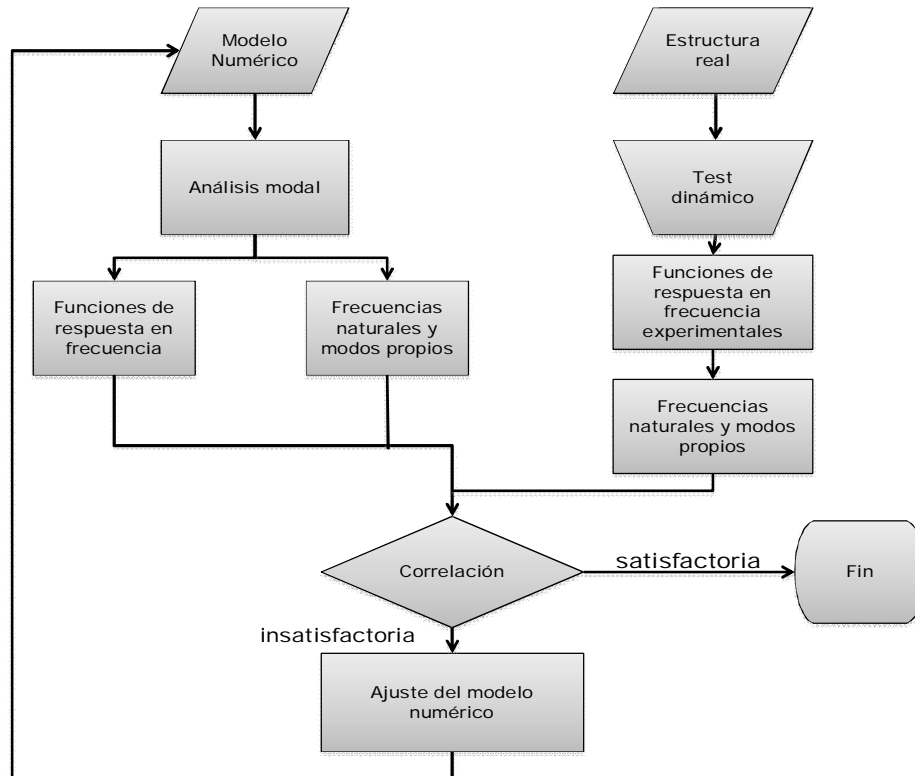 Modelo
Numérico
Estructura
real
Análisis modal
Test
dinámico
Funciones de
respuesta en
frecuencia
Frecuencias
naturales y
modos propios
Funciones de
respuesta en
frecuencia
experimentales
Frecuencias
naturales y modos
propios
Correlación
satisfactoria
Fin
insatisfactoria
Ajuste del modelo
numérico